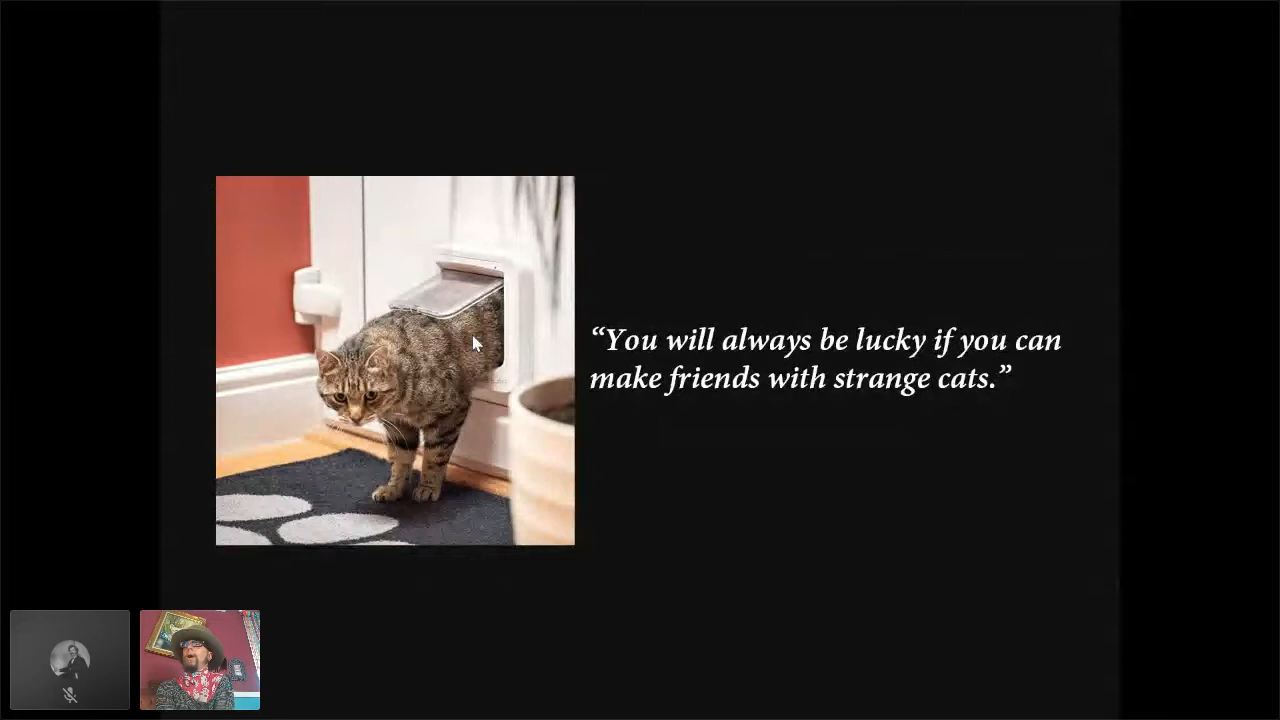 “You will always be lucky if you can
make friends with strange cats.”